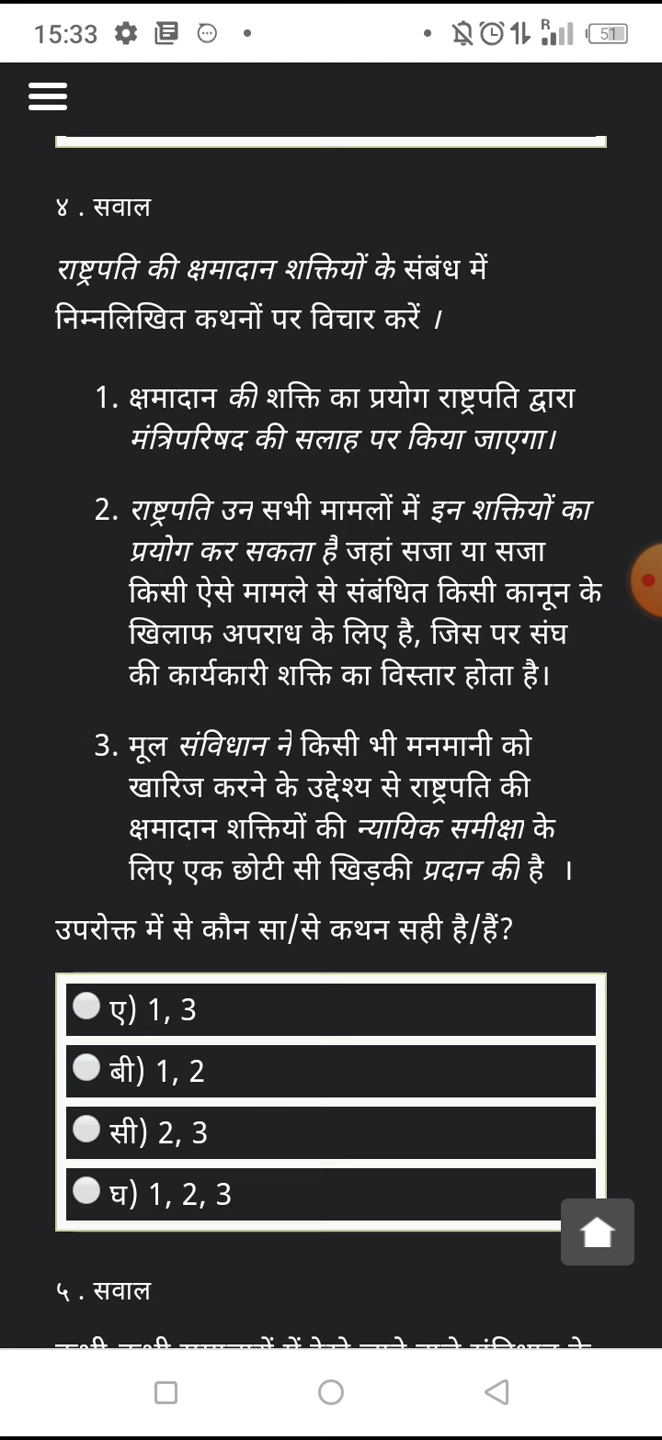 15:33
R
51
४ . सवाल
राष्ट्रपति की क्षमादान शक्तियों के संबंध में
निम्नलिखित कथनों पर विचार करें ।
1. क्षमादान की शक्ति का प्रयोग राष्ट्रपति द्वारा
मंत्रिपरिषद की सलाह पर किया जाएगा।
2. राष्ट्रपति उन सभी मामलों में इन शक्तियों का
प्रयोग कर सकता है जहां सजा या सजा
किसी ऐसे मामले से संबंधित किसी कानून के
खिलाफ अपराध के लिए है, जिस पर संघ
की कार्यकारी शक्ति का विस्तार होता है।
3. मूल संविधान ने किसी भी मनमानी को
खारिज करने के उद्देश्य से राष्ट्रपति की
क्षमादान शक्तियों की न्यायिक समीक्षा के
लिए एक छोटी सी खिड़की प्रदान की है ।
उपरोक्त में से कौन सा/से कथन सही है/हैं?
ए) 1, 3
बी) 1, 2
सी) 2, 3
घ) 1, 2, 3
५ . सवाल